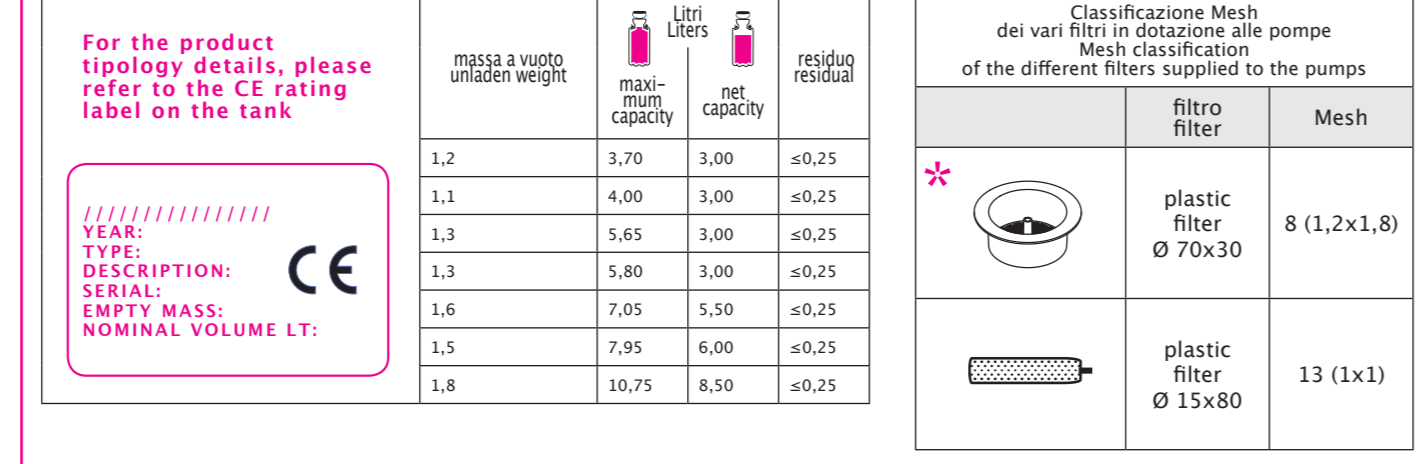 For the product
tipology details, please
refer to the CE rating
label on the tank
////////////////
YEAR:
TYPE:
DESCRIPTION:
SERIAL:
EMPTY MASS:
NOMINAL VOLUME LT:
CE
massa a vuoto
unladen weight
Litri
Liters
maxi-
mum
capacity
net
capacity
residuo
residual
1,2 3,70 3,00 ≤0,25
1,1 4,00 3,00 ≤0,25
1,3 5,65 3,00 ≤0,25
1,3 5,80 3,00 ≤0,25
1,6 7,05 5,50 ≤0,25
1,5 7,95 6,00 ≤0,25
1,8 10,75 8,50 ≤0,25
Classificazione Mesh
dei vari filtri in dotazione alle pompe
Mesh classification
of the different filters supplied to the pumps
filtro
filter
Mesh
*
plastic
filter
Ø 70x30
8 (1,2x1,8)
plastic
filter
Ø 15x80
13 (1x1)